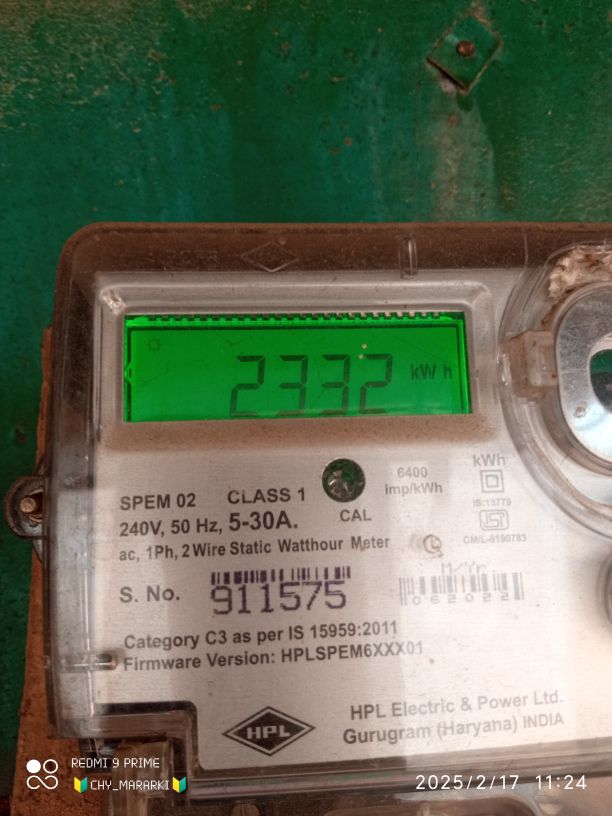 2332 kWh
kWh
6400
imp/kWh
IS:13779
CM/L-9190783
SPEM 02 CLASS 1
CAL
240V, 50 Hz, 5-30A.
ac, 1Ph, 2 Wire Static Watthour Meter
M/Yr
S. No. 911575
062022
Category C3 as per IS 15959:2011
Firmware Version: HPLSPEM6XXX01
HPL
HPL Electric & Power Ltd.
Gurugram (Haryana) INDIA
REDMI 9 PRIME
🔰CHY_MARARKI🔰
2025/2/17 11:24